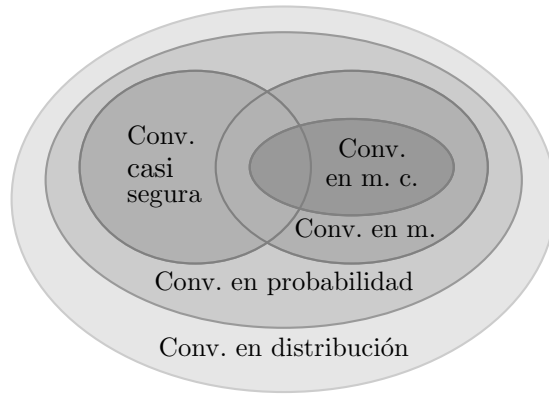 Conv.
casi
segura
Conv.
en m. c.
Conv. en m.
Conv. en probabilidad
Conv. en distribución